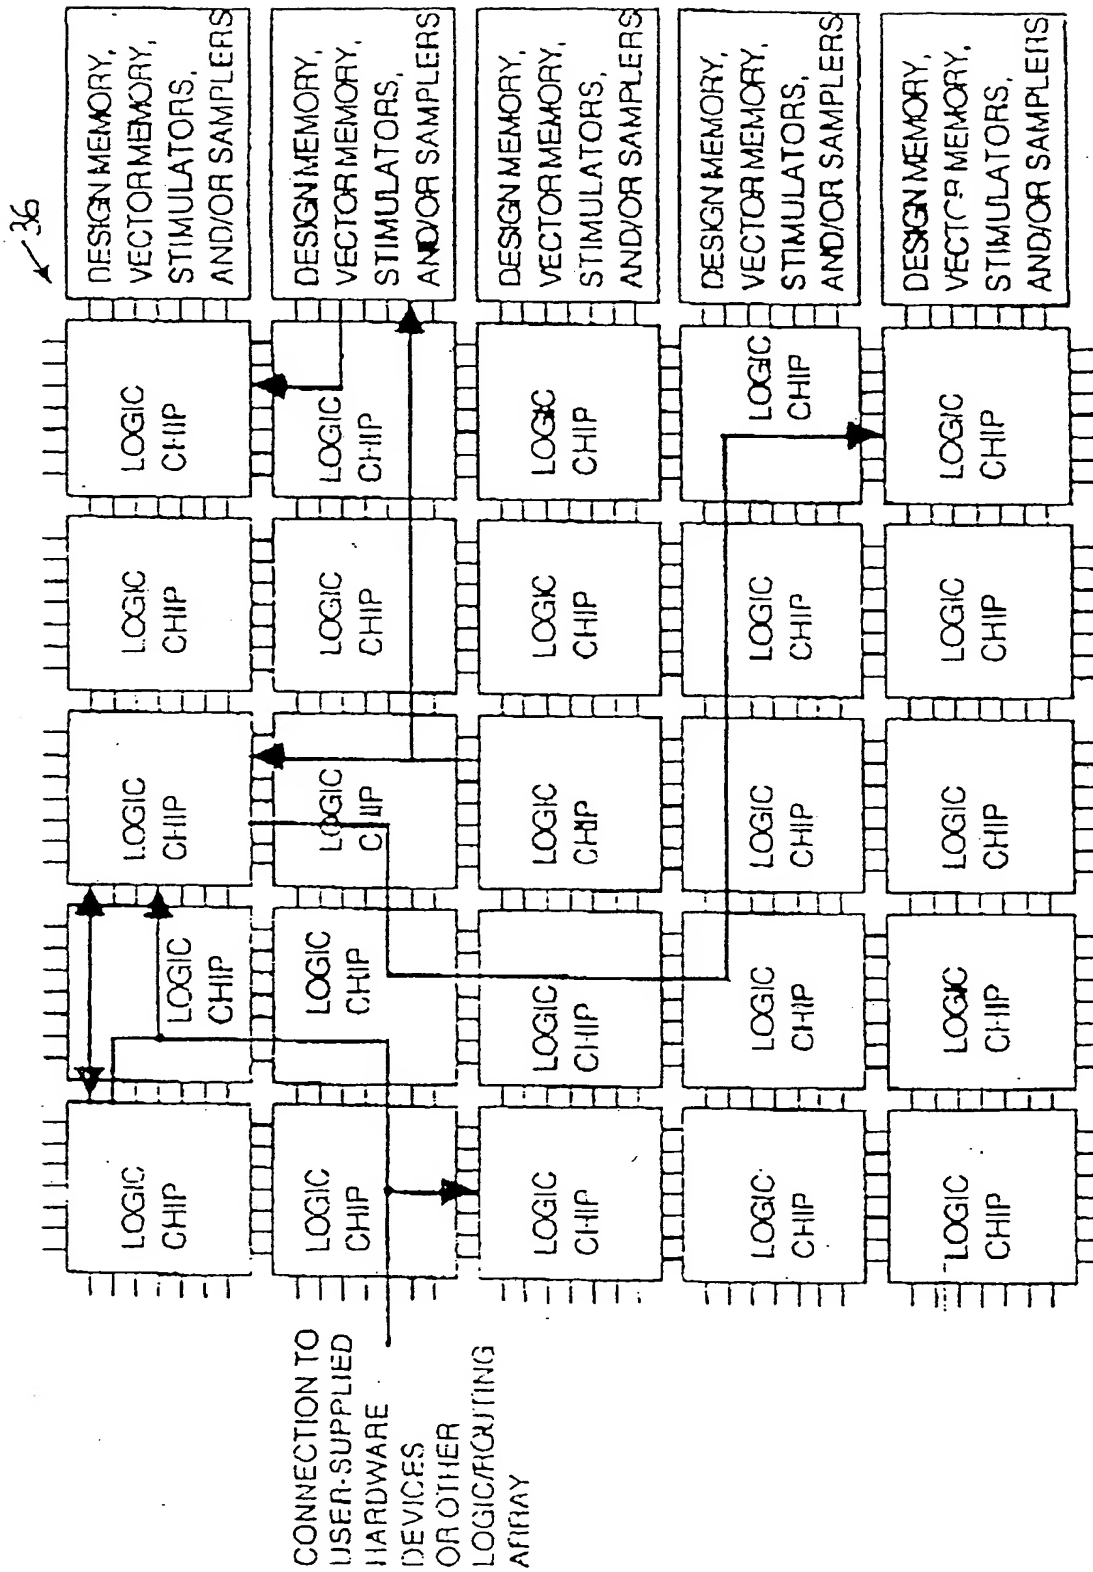 36
LOGIC
CHIP
LOGIC
CHIP
LOGIC
CHIP
LOGIC
CHIP
LOGIC
CHIP
DESIGN MEMORY,
VECTOR MEMORY,
STIMULATORS,
AND/OR SAMPLERS
CONNECTION TO
USER-SUPPLIED
HARDWARE
DEVICES
OR OTHER
LOGIC/ROUTING
ARRAY
LOGIC
CHIP
LOGIC
CHIP
LOGIC
CHIP
LOGIC
CHIP
LOGIC
CHIP
DESIGN MEMORY,
VECTOR MEMORY,
STIMULATORS,
AND/OR SAMPLERS
LOGIC
CHIP
LOGIC
CHIP
LOGIC
CHIP
LOGIC
CHIP
LOGIC
CHIP
DESIGN MEMORY,
VECTOR MEMORY,
STIMULATORS,
AND/OR SAMPLERS
LOGIC
CHIP
LOGIC
CHIP
LOGIC
CHIP
LOGIC
CHIP
LOGIC
CHIP
DESIGN MEMORY,
VECTOR MEMORY,
STIMULATORS,
AND/OR SAMPLERS
LOGIC
CHIP
LOGIC
CHIP
LOGIC
CHIP
LOGIC
CHIP
LOGIC
CHIP
DESIGN MEMORY,
VECTOR MEMORY,
STIMULATORS,
AND/OR SAMPLERS